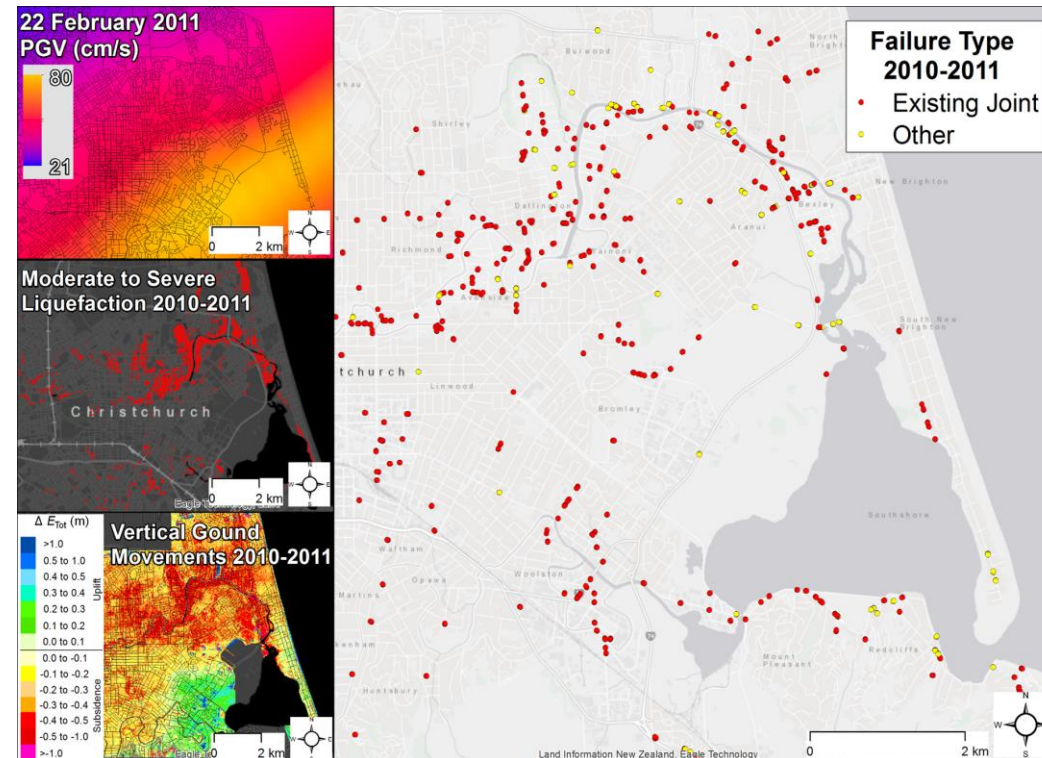 22 February 2011
PGV (cm/s)
80
21
N
W
E
S
0 2 km
Moderate to Severe
Liquefaction 2010-2011
Christchurch
N
W
E
S
0 2 km
Δ ETot (m)
Vertical Gound
Movements 2010-2011
>1.0
0.5 to 1.0
0.4 to 0.5
0.3 to 0.4
0.2 to 0.3
0.1 to 0.2
0.0 to 0.1
Uplift
0.0 to -0.1
-0.1 to -0.2
-0.2 to -0.3
-0.3 to -0.4
-0.4 to -0.5
-0.5 to -1.0
>-1.0
Subsidence
N
W
E
S
0 2 km
Failure Type
2010-2011
Existing Joint
Other
Burwood
North
Shirley
New Brighton
Dallington
Bexley
Aranui
Richmond
Wainoni
Avonside
South New
Brighton
tchurch
Linwood
Bromley
Southshore
Waltham
Opawa
Woolston
Martins
kenham
Mount
Pleasant
Redcliffs
Huntsbury
74
74
N
W
E
S
Land Information New Zealand, Eagle Technology
0 2 km